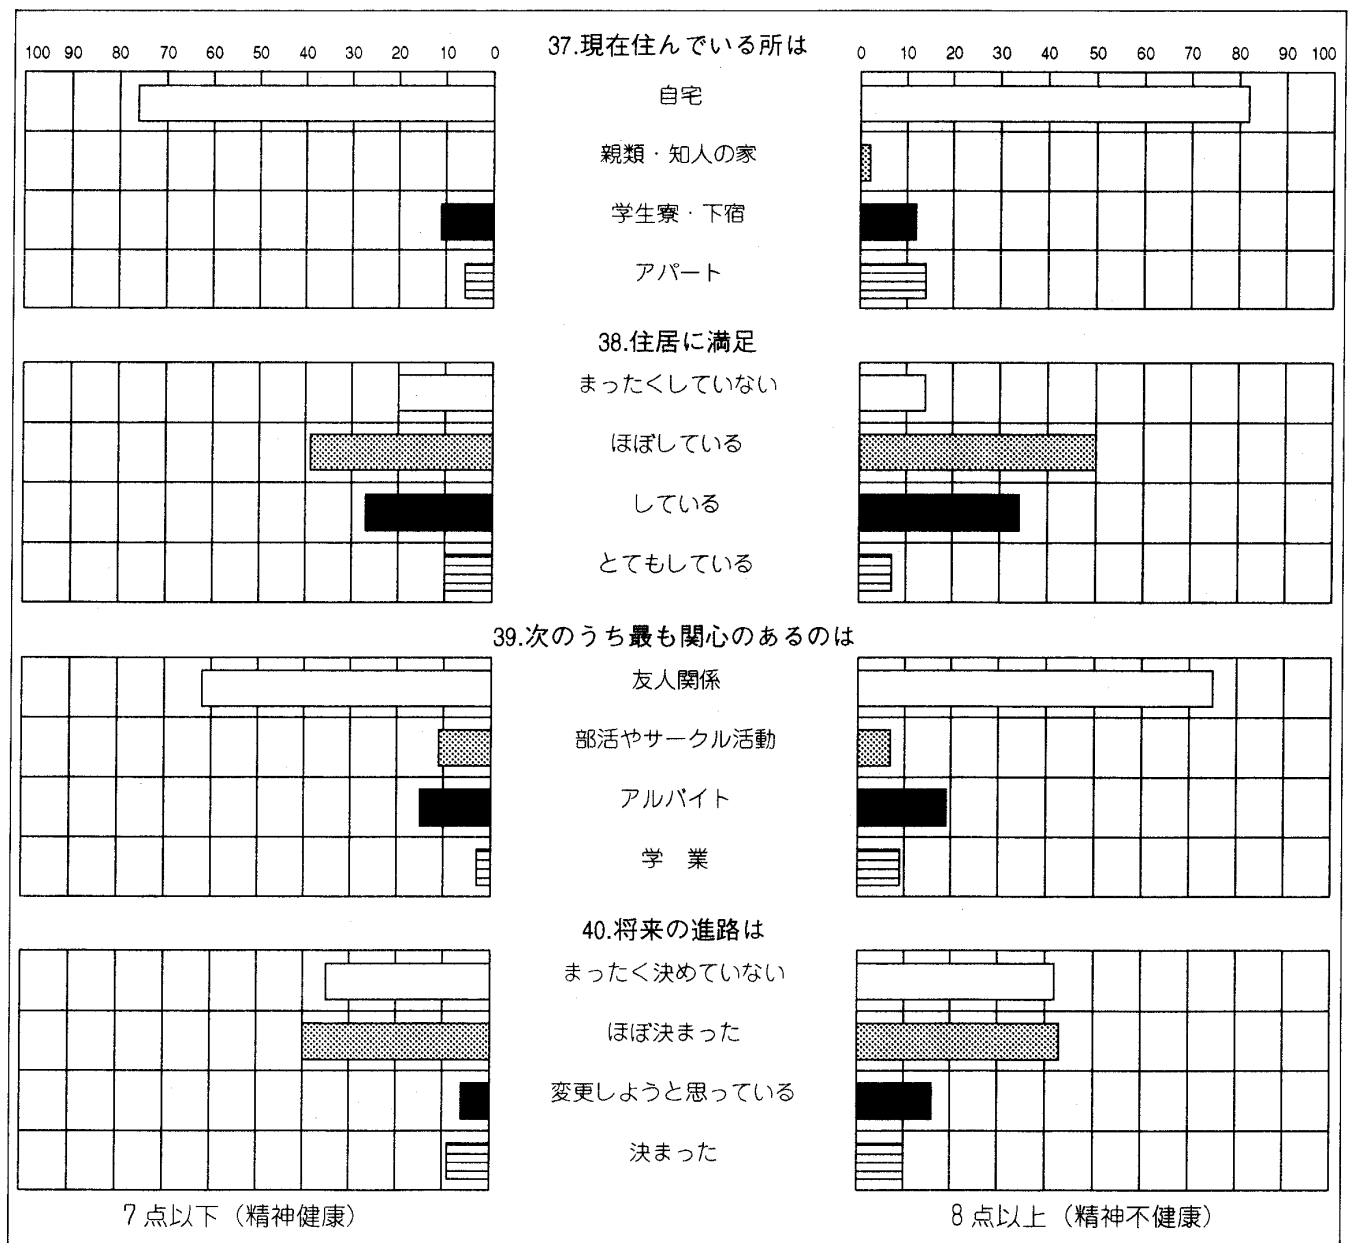 37.現在住んでいる所は
100 90 80 70 60 50 40 30 20 10 0
0 10 20 30 40 50 60 70 80 90 100
自宅
親類・知人の家
学生寮・下宿
アパート
38.住居に満足
まったくしていない
ほぼしている
している
とてもしている
39.次のうち最も関心のあるのは
友人関係
部活やサークル活動
アルバイト
学 業
40.将来の進路は
まったく決めていない
ほぼ決まった
変更しようと思っている
決まった
7点以下(精神健康)
8点以上(精神不健康)